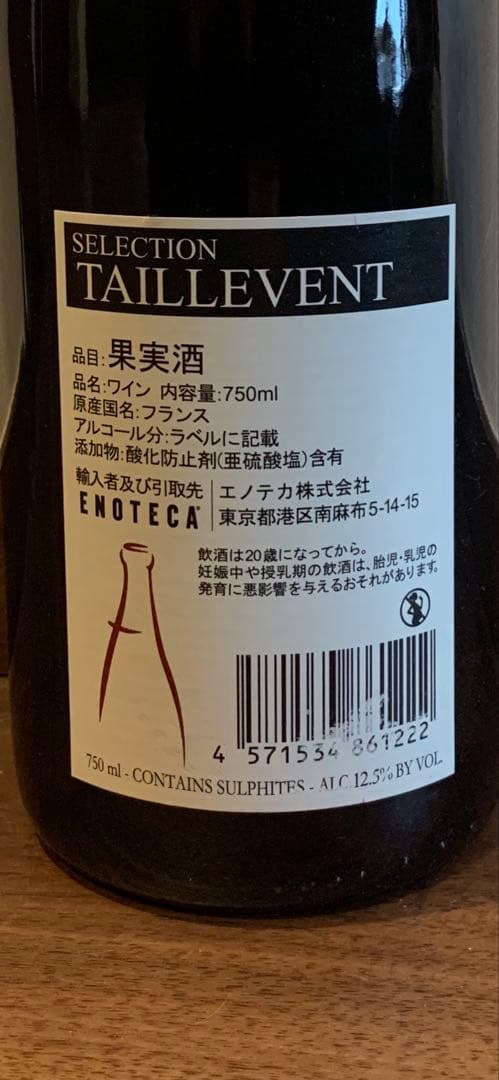 SELECTION
TAILLEVENT
品目:果実酒
品名:ワイン 内容量:750ml
原産国名:フランス
アルコール分:ラベルに記載
添加物:酸化防止剤(亜硫酸塩)含有
輸入者及び引取先
ENOTECA
エノテカ株式会社
東京都港区南麻布5-14-15
飲酒は20歳になってから。
妊娠中や授乳期の飲酒は、胎児・乳児の
発育に悪影響を与えるおそれがあります。
4 571534 861222
750 ml - CONTAINS SULPHITES - ALC.12.5% BY VOL.